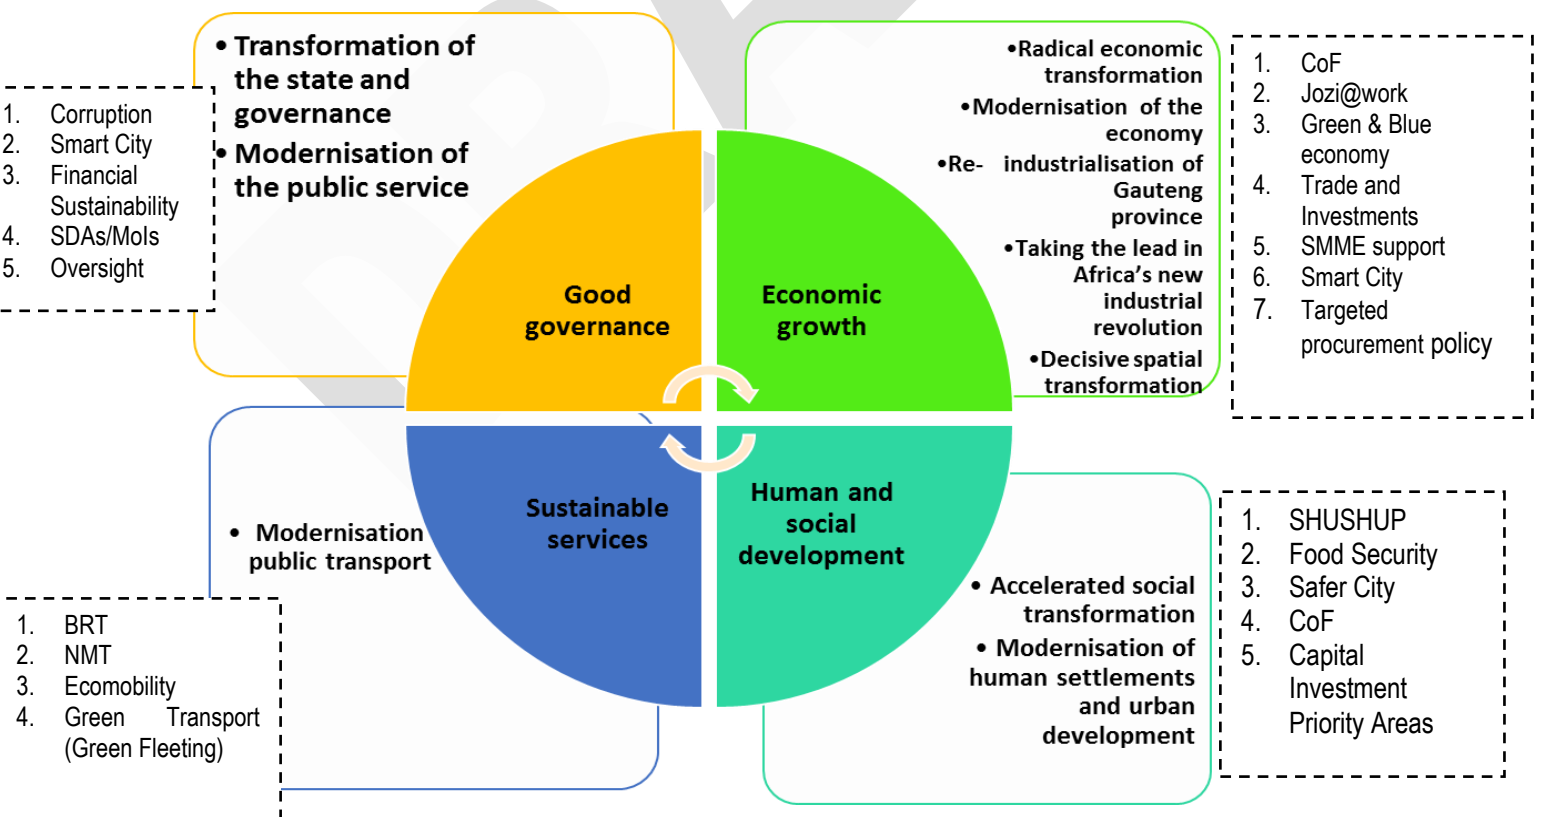 • Transformation of
the state and
governance
• Modernisation of
the public service
1. Corruption
2. Smart City
3. Financial
Sustainability
4. SDAs/MoIs
5. Oversight
Good
governance
•Radical economic
transformation
•Modernisation of the
economy
•Re- industrialisation of
Gauteng
province
•Taking the lead in
Africa's new
industrial
revolution
•Decisive spatial
transformation
1. CoF
2. Jozi@work
3. Green & Blue
economy
4. Trade and
Investments
5. SMME support
6. Smart City
7. Targeted
procurement policy
Economic
growth
Sustainable
services
• Modernisation
public transport
1. BRT
2. NMT
3. Ecomobility
4. Green Transport
(Green Fleeting)
Human and
social
development
• Accelerated social
transformation
• Modernisation of
human settlements
and urban
development
1. SHUSHUP
2. Food Security
3. Safer City
4. CoF
5. Capital
Investment
Priority Areas